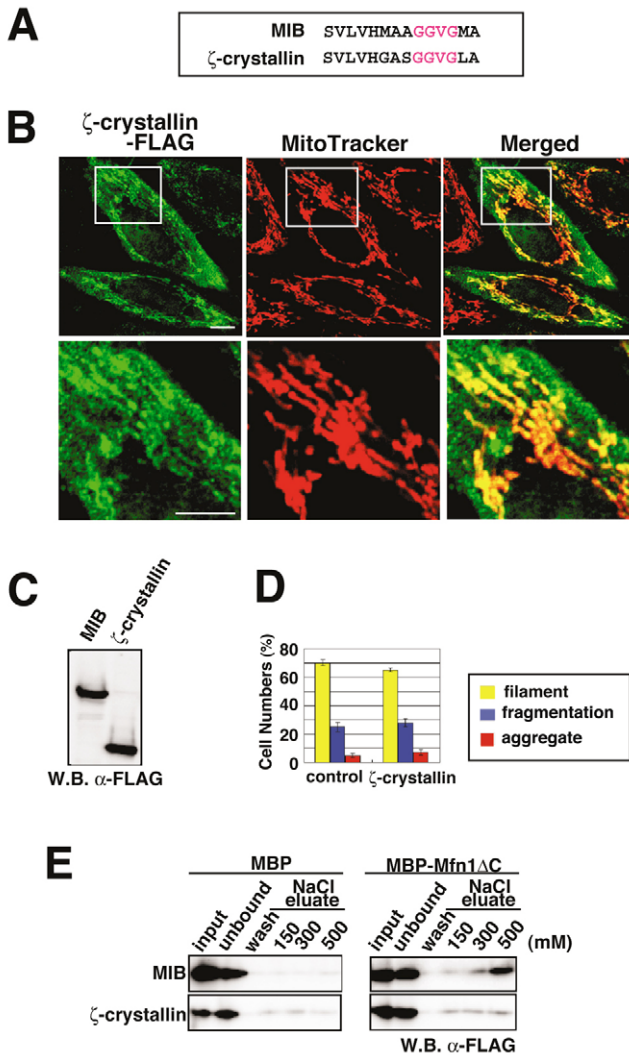 A
MIB SVLVHMAAGGVGMA
ζ-crystallin SVLVHGASGGVGLA
B
ζ-crystallin
-FLAG
MitoTracker
Merged
C
MIB
ζ-crystallin
W.B. α-FLAG
D
Cell Numbers (%)
80
60
40
20
0
control
ζ-crystallin
filament
fragmentation
aggregate
E
MBP
MBP-Mfn1ΔC
NaCl
eluate
NaCl
eluate
input
unbound
wash
150
300
500
input
unbound
wash
150
300
500
(mM)
MIB
ζ-crystallin
W.B. α-FLAG